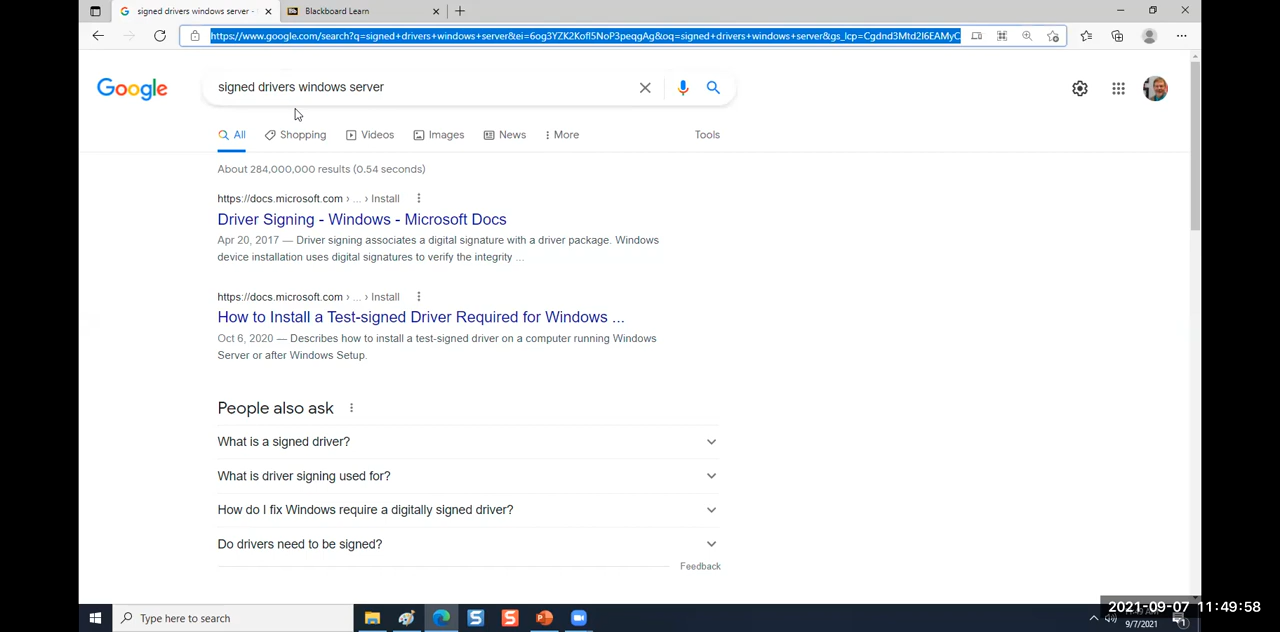 signed drivers windows server -
Blackboard Learn
https://www.google.com/search?q=signed+drivers+windows+server&ei=6og3YZK2Kofl5NoP3peqgAg&oq=signed+drivers+windows+server&gs_lcp=Cgdnd3Mtd2l6EAMyC
Google
signed drivers windows server
All
Shopping
Videos
Images
News
More
Tools
About 284,000,000 results (0.54 seconds)
https://docs.microsoft.com › ... › Install
Driver Signing - Windows - Microsoft Docs
Apr 20, 2017 — Driver signing associates a digital signature with a driver package. Windows
device installation uses digital signatures to verify the integrity ...
https://docs.microsoft.com › ... › Install
How to Install a Test-signed Driver Required for Windows ...
Oct 6, 2020 — Describes how to install a test-signed driver on a computer running Windows
Server or after Windows Setup.
People also ask
What is a signed driver?
What is driver signing used for?
How do I fix Windows require a digitally signed driver?
Do drivers need to be signed?
Feedback
Type here to search
2021-09-07 11:49:58
9/7/2021